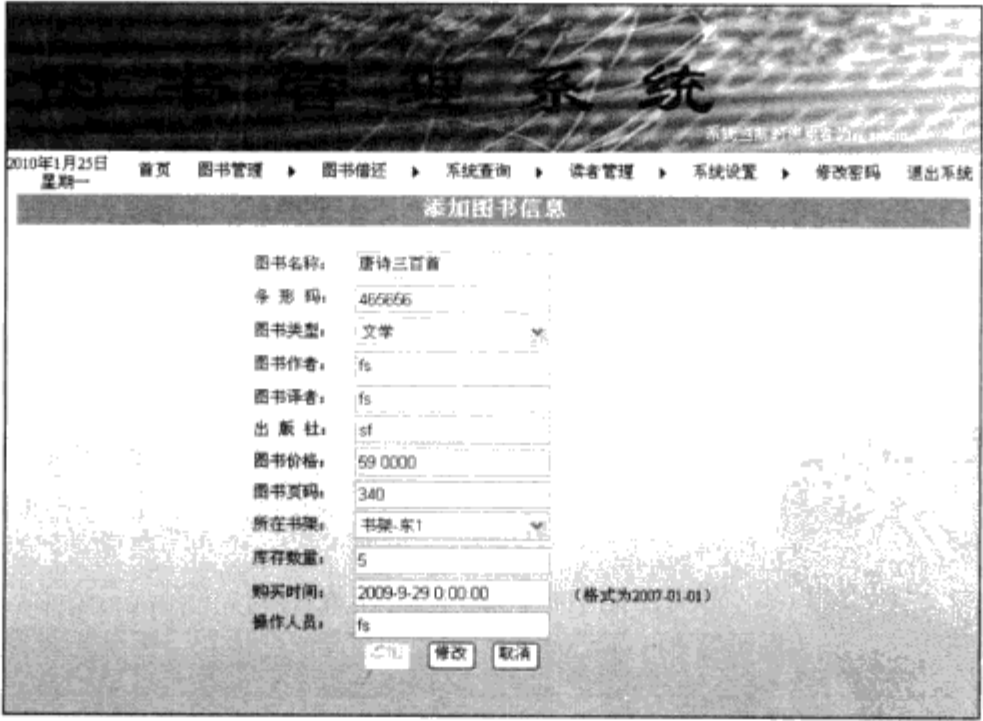 书管理系统
2010年1月25日
星期一
首页 图书管理 图书借还 系统查询 读者管理 系统设置 修改密码 退出系统
添加图书信息
图书名称： 唐诗三百首
条形码： 465656
图书类型： 文学
图书作者： fs
图书译者： fs
出版社： sf
图书价格： 59 0000
图书页码： 340
所在书架： 书架-东1
库存数量： 5
购买时间： 2009-9-29 0:00:00 （格式为2007-01-01）
操作人员： fs
修改 取消